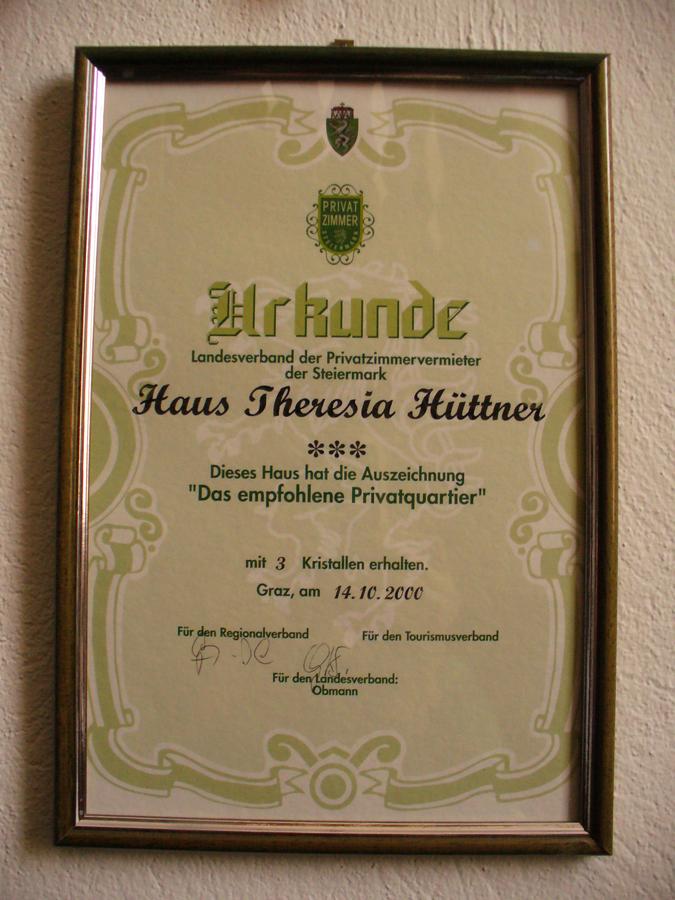 PRIVAT
ZIMMER
STEIERMARK
Urkunde
Landesverband der Privatzimmervermieter
der Steiermark
Haus Theresia Hüttner
***
Dieses Haus hat die Auszeichnung
"Das empfohlene Privatquartier"
mit 3 Kristallen erhalten.
Graz, am 14.10.2000
Für den Regionalverband Für den Tourismusverband
Für den Landesverband:
Obmann